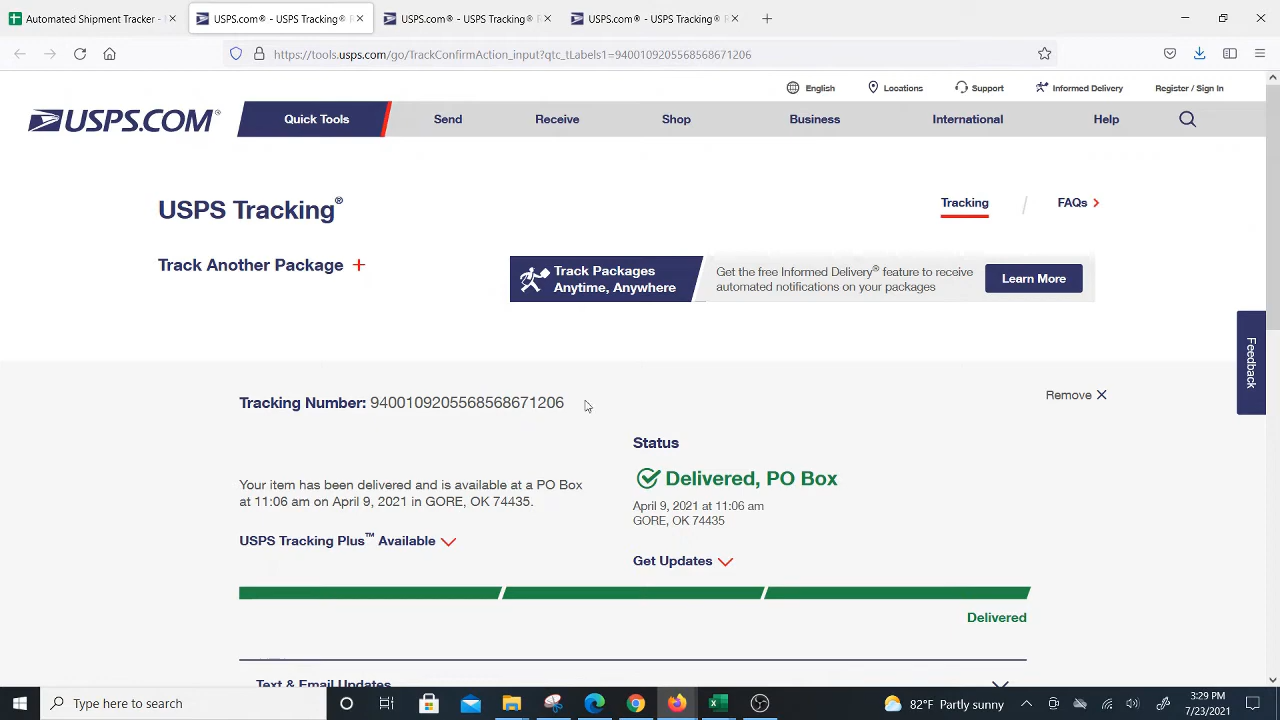 Automated Shipment Tracker -
USPS.com® - USPS Tracking®
USPS.com® - USPS Tracking®
USPS.com® - USPS Tracking®
https://tools.usps.com/go/TrackConfirmAction_input?qtc_tLabels1=9400109205568568671206
English
Locations
Support
Informed Delivery
Register / Sign In
USPS.COM®
Quick Tools
Send
Receive
Shop
Business
International
Help
USPS Tracking®
Tracking
FAQs
Track Another Package +
Track Packages
Anytime, Anywhere
Get the free Informed Delivery® feature to receive
automated notifications on your packages
Learn More
Feedback
Tracking Number: 9400109205568568671206
Remove X
Status
Delivered, PO Box
Your item has been delivered and is available at a PO Box
at 11:06 am on April 9, 2021 in GORE, OK 74435.
April 9, 2021 at 11:06 am
GORE, OK 74435
USPS Tracking Plus™ Available
Get Updates
Delivered
Text & Email Updates
Type here to search
82°F Partly sunny
3:29 PM
7/23/2021